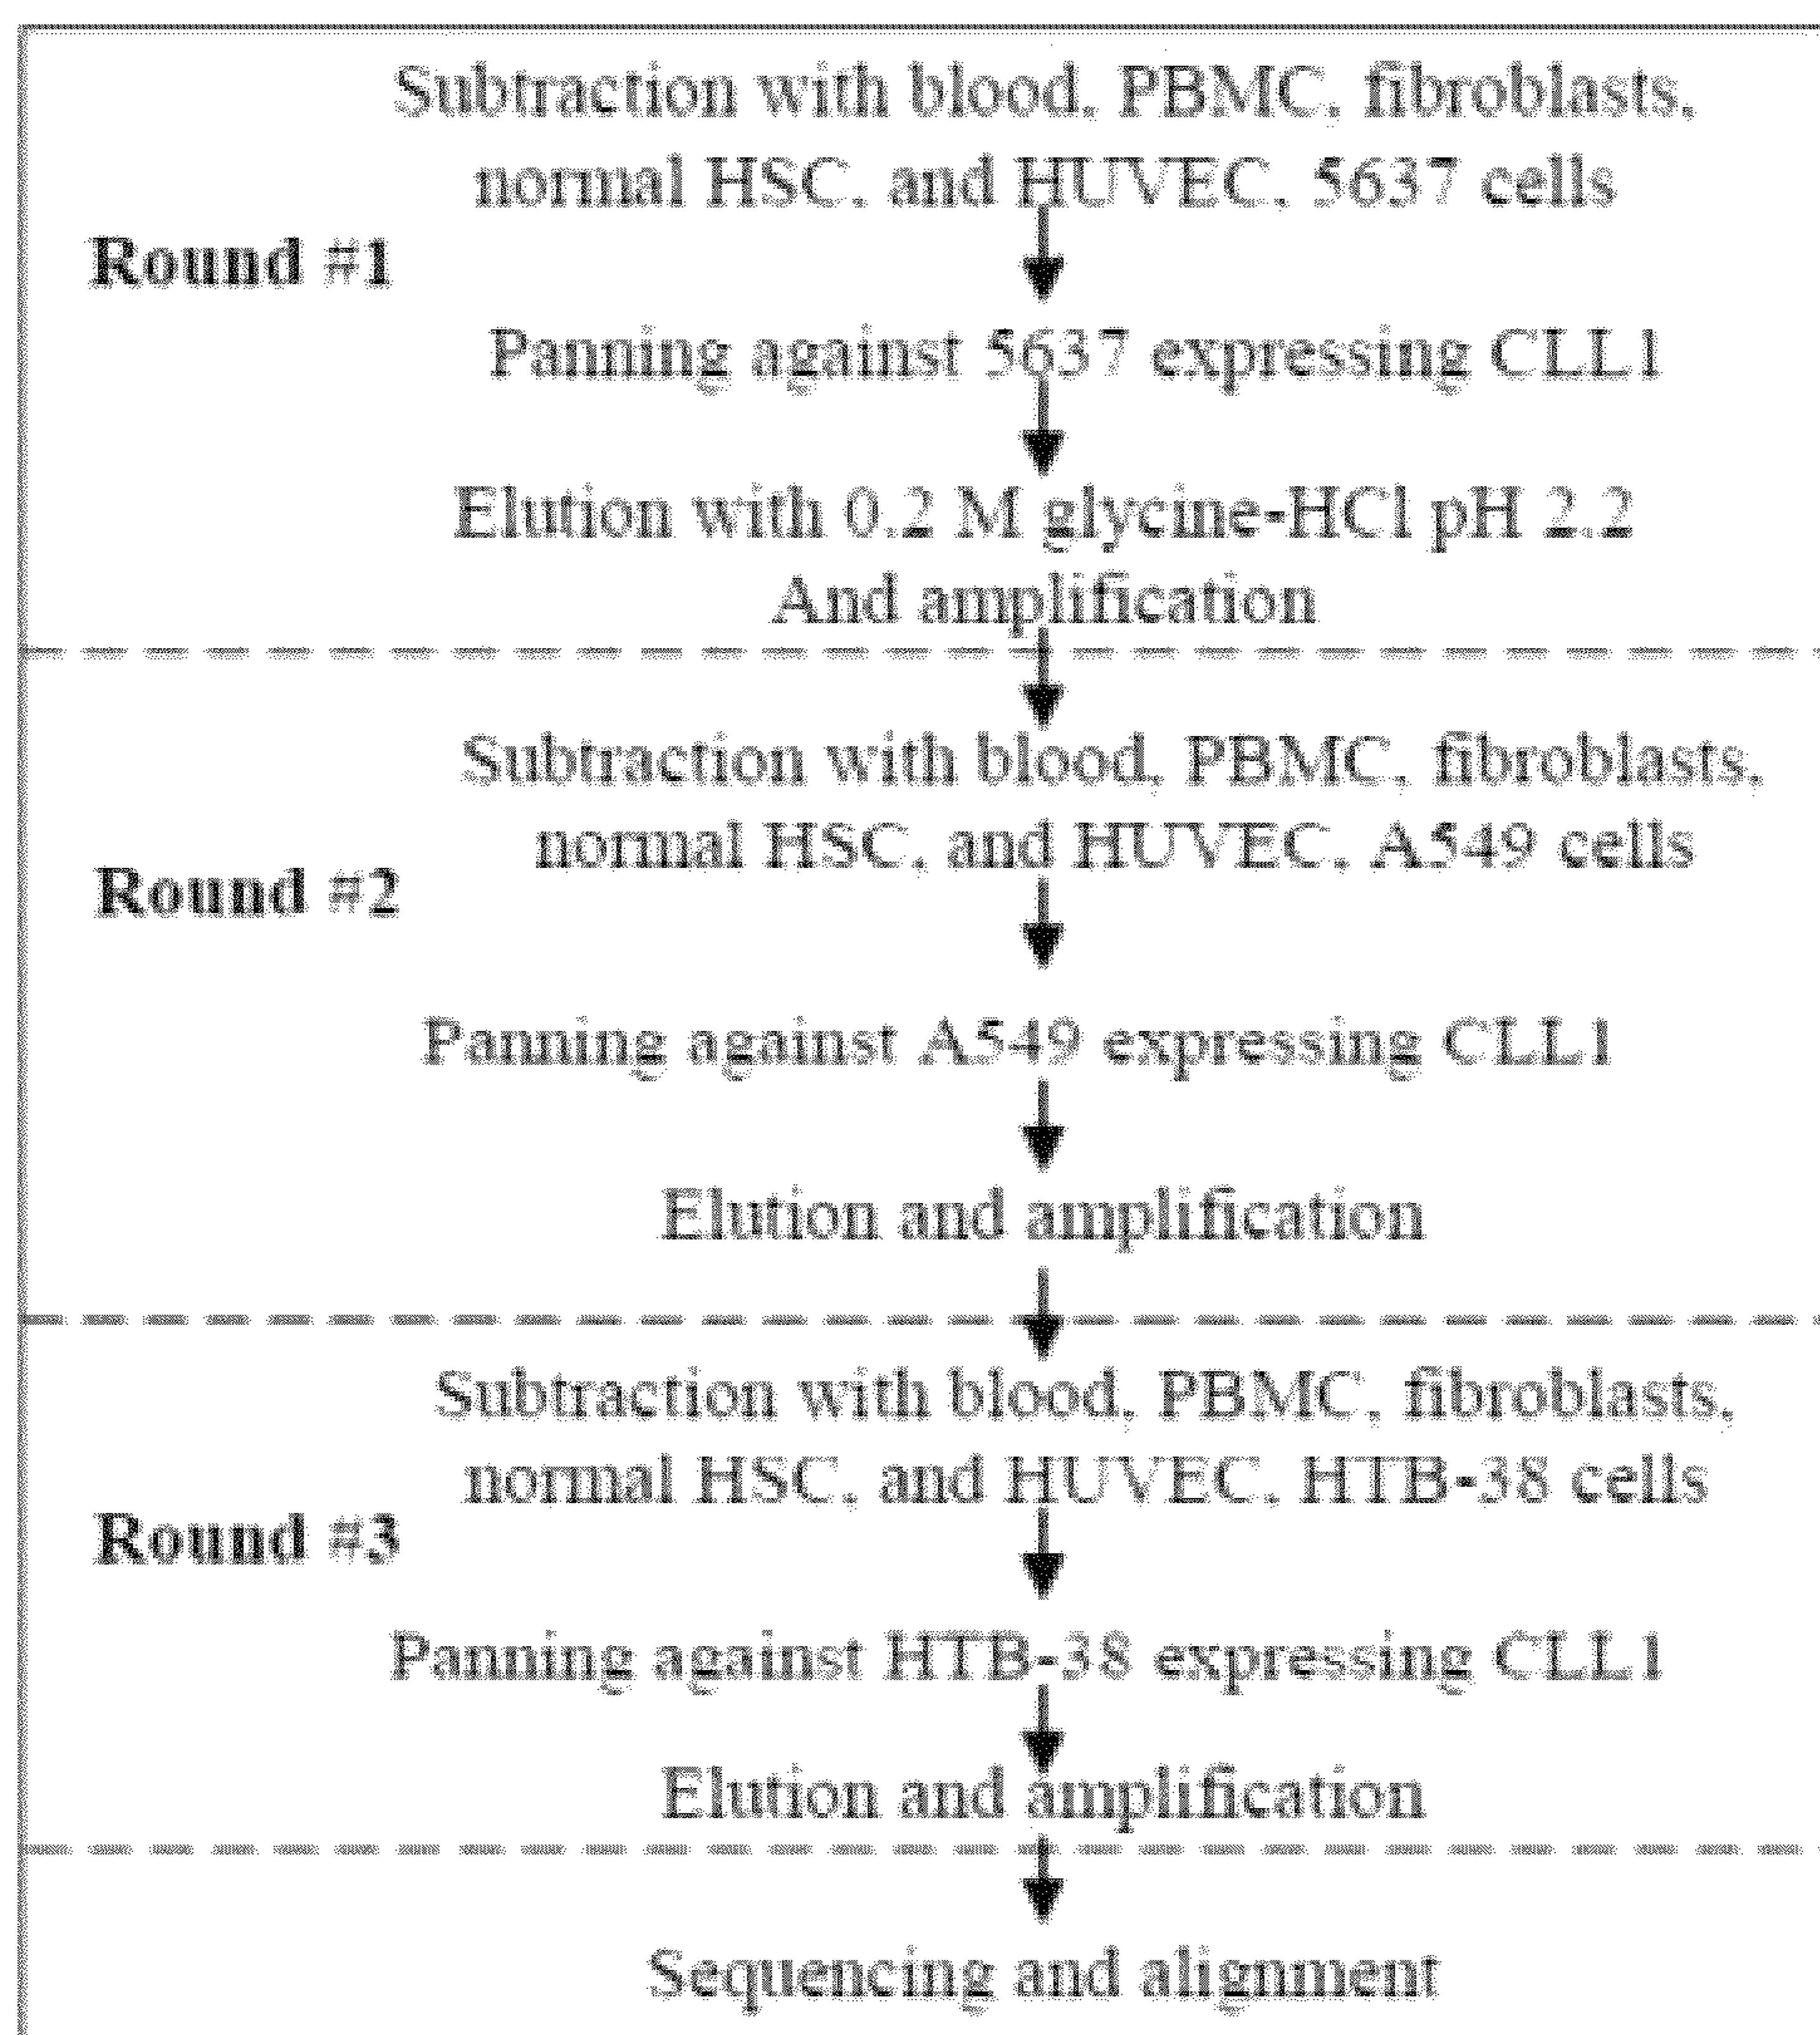 Subtraction with blood, PBMC, fibroblasts,
normal HSC, and HUVEC, 5637 cells
Round #1
Panning against 5637 expressing CLL1
Elution with 0.2 M glycine-HCl pH 2.2
And amplification
Subtraction with blood, PBMC, fibroblasts,
normal HSC, and HUVEC, A549 cells
Round #2
Panning against A549 expressing CLL1
Elution and amplification
Subtraction with blood, PBMC, fibroblasts,
normal HSC, and HUVEC, HTB-38 cells
Round #3
Panning against HTB-38 expressing CLL1
Elution and amplification
Sequencing and alignment